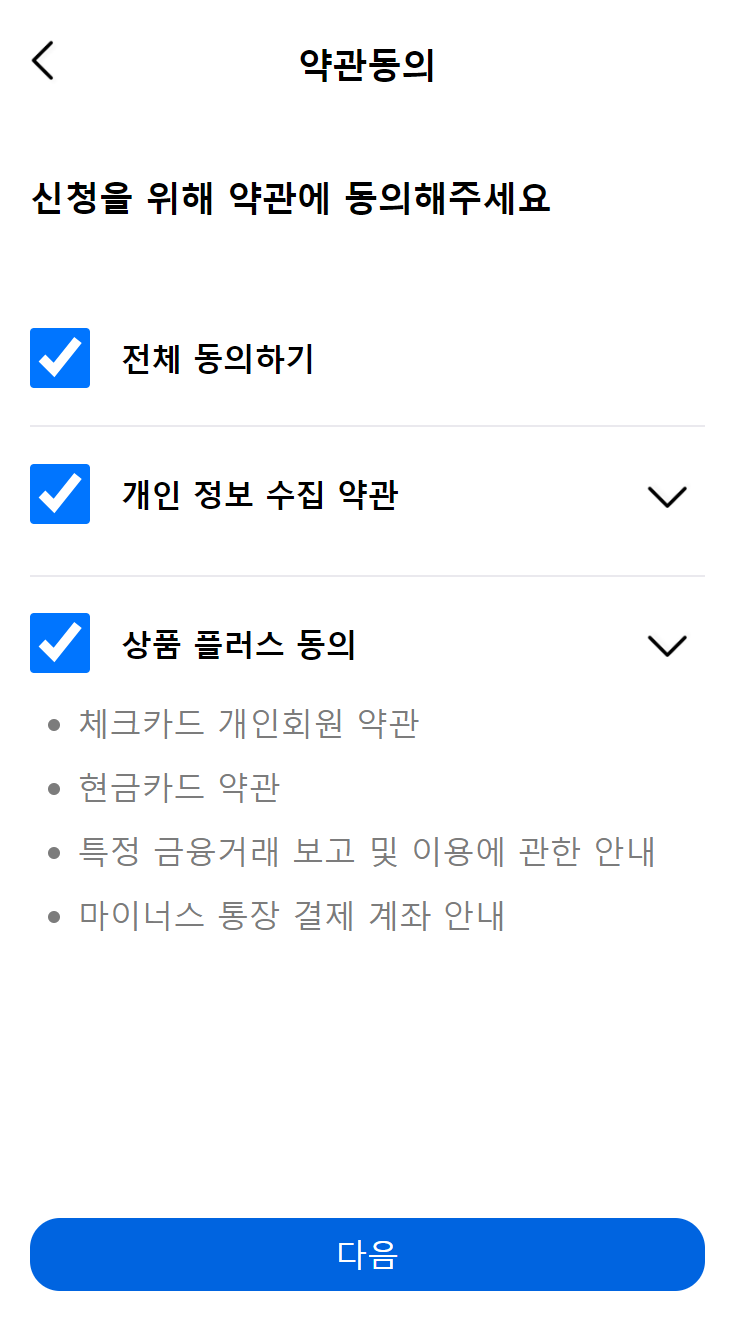 약관동의
신청을 위해 약관에 동의해주세요
전체 동의하기
개인 정보 수집 약관
상품 플러스 동의
체크카드 개인회원 약관
현금카드 약관
특정 금융거래 보고 및 이용에 관한 안내
마이너스 통장 결제 계좌 안내
다음